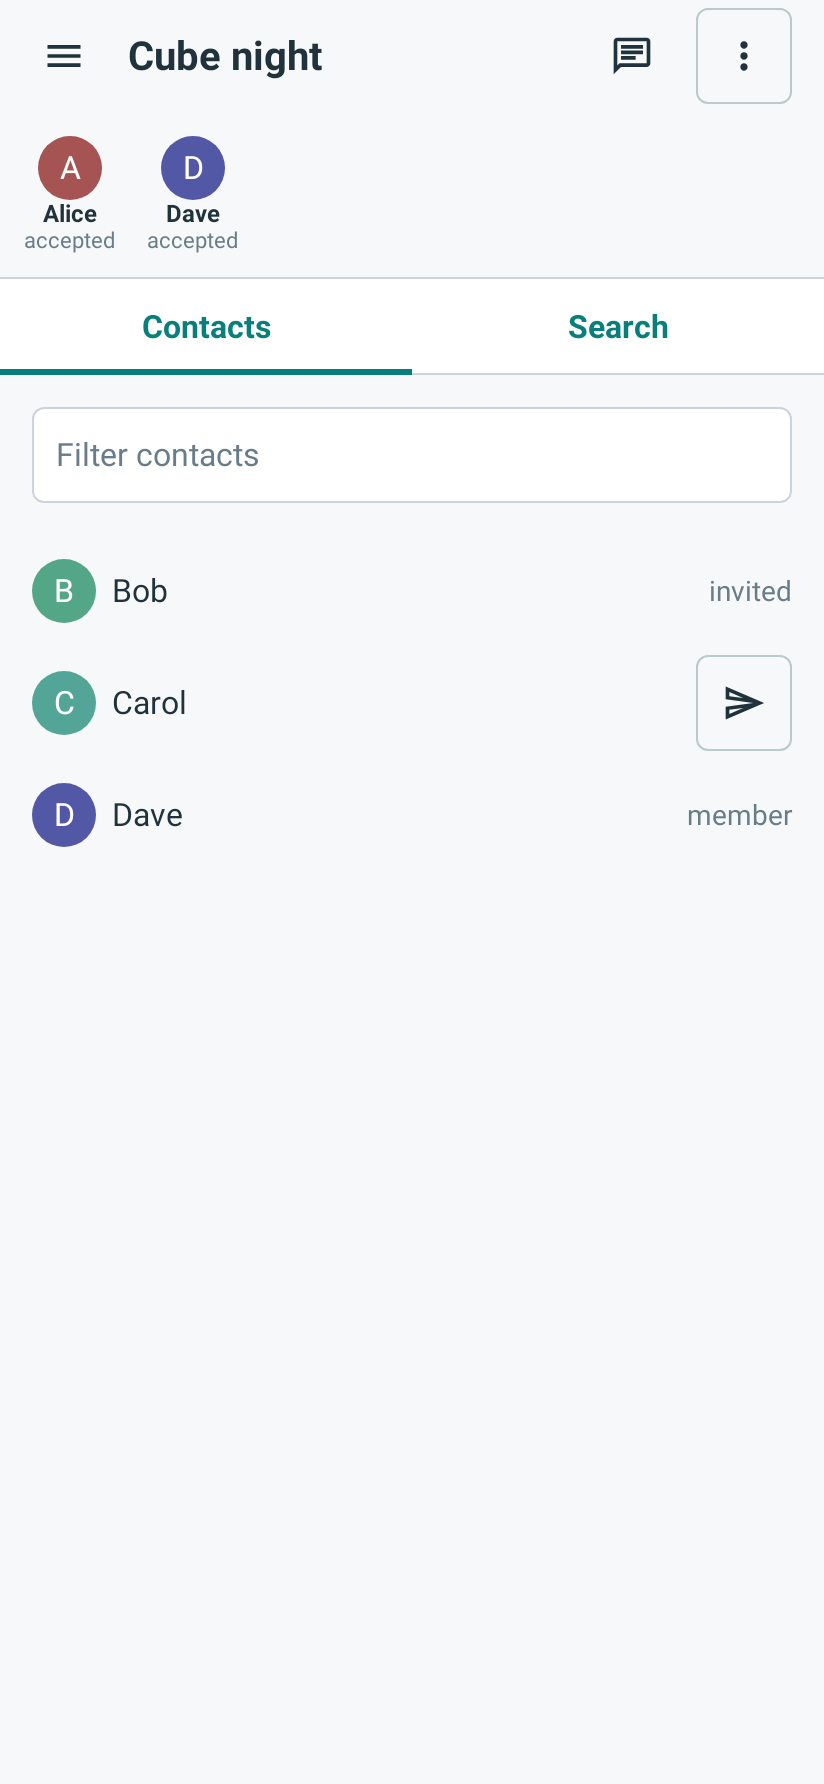 Cube night
A
D
Alice
Dave
accepted
accepted
Contacts
Search
Filter contacts
B
Bob
invited
C
Carol
D
Dave
member